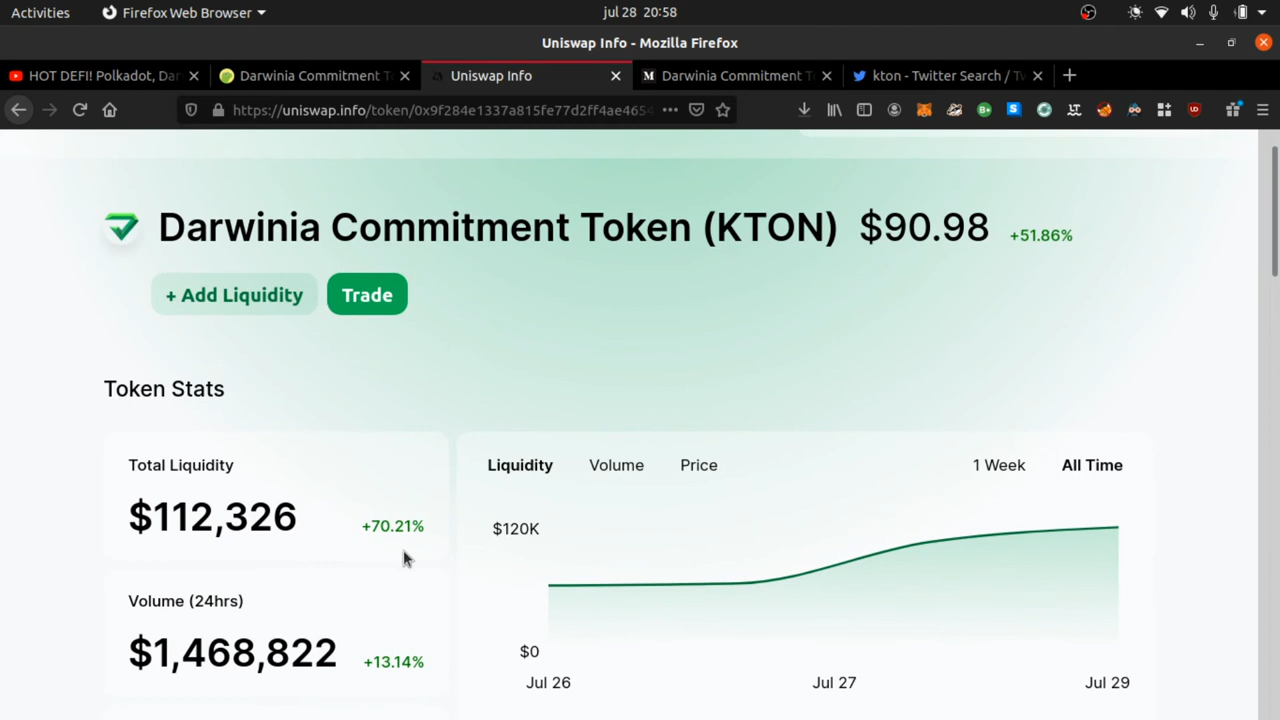 Activities Firefox Web Browser jul 28 20:58
Uniswap Info - Mozilla Firefox
HOT DEFI! Polkadot, Dar Darwinia Commitment T Uniswap Info Darwinia Commitment T kton - Twitter Search / Tw
https://uniswap.info/token/0x9f284e1337a815fe77d2ff4ae4654
Darwinia Commitment Token (KTON) $90.98 +51.86%
+ Add Liquidity Trade
Token Stats
Total Liquidity
$112,326 +70.21%
Volume (24hrs)
$1,468,822 +13.14%
Liquidity Volume Price 1 Week All Time
$120K
$0
Jul 26 Jul 27 Jul 29